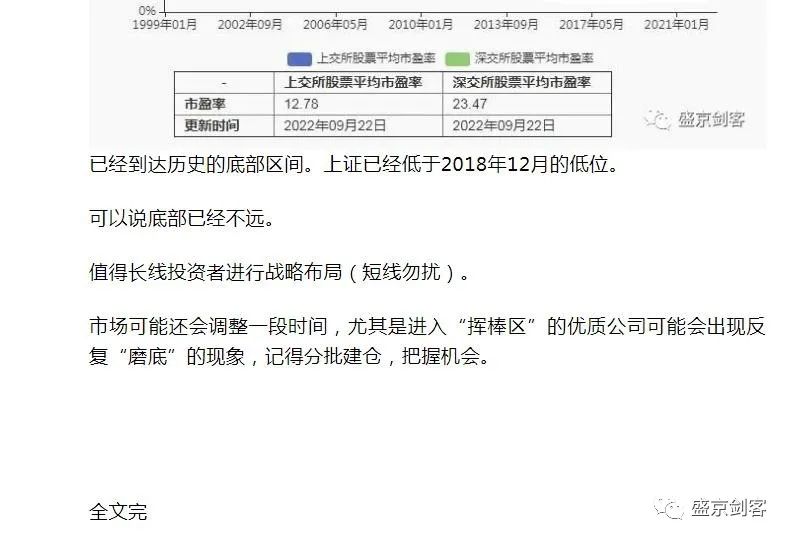 0%
1999年01月 2002年09月 2006年05月 2010年01月 2013年09月 2017年05月 2021年01月
上交所股票平均市盈率 深交所股票平均市盈率
- 上交所股票平均市盈率 深交所股票平均市盈率
市盈率 12.78 23.47
更新时间 2022年09月22日 2022年09月22日
盛京剑客
已经到达历史的底部区间。上证已经低于2018年12月的低位。
可以说底部已经不远。
值得长线投资者进行战略布局（短线勿扰）。
市场可能还会调整一段时间，尤其是进入“挥棒区”的优质公司可能会出现反
复“磨底”的现象，记得分批建仓，把握机会。
全文完
盛京剑客